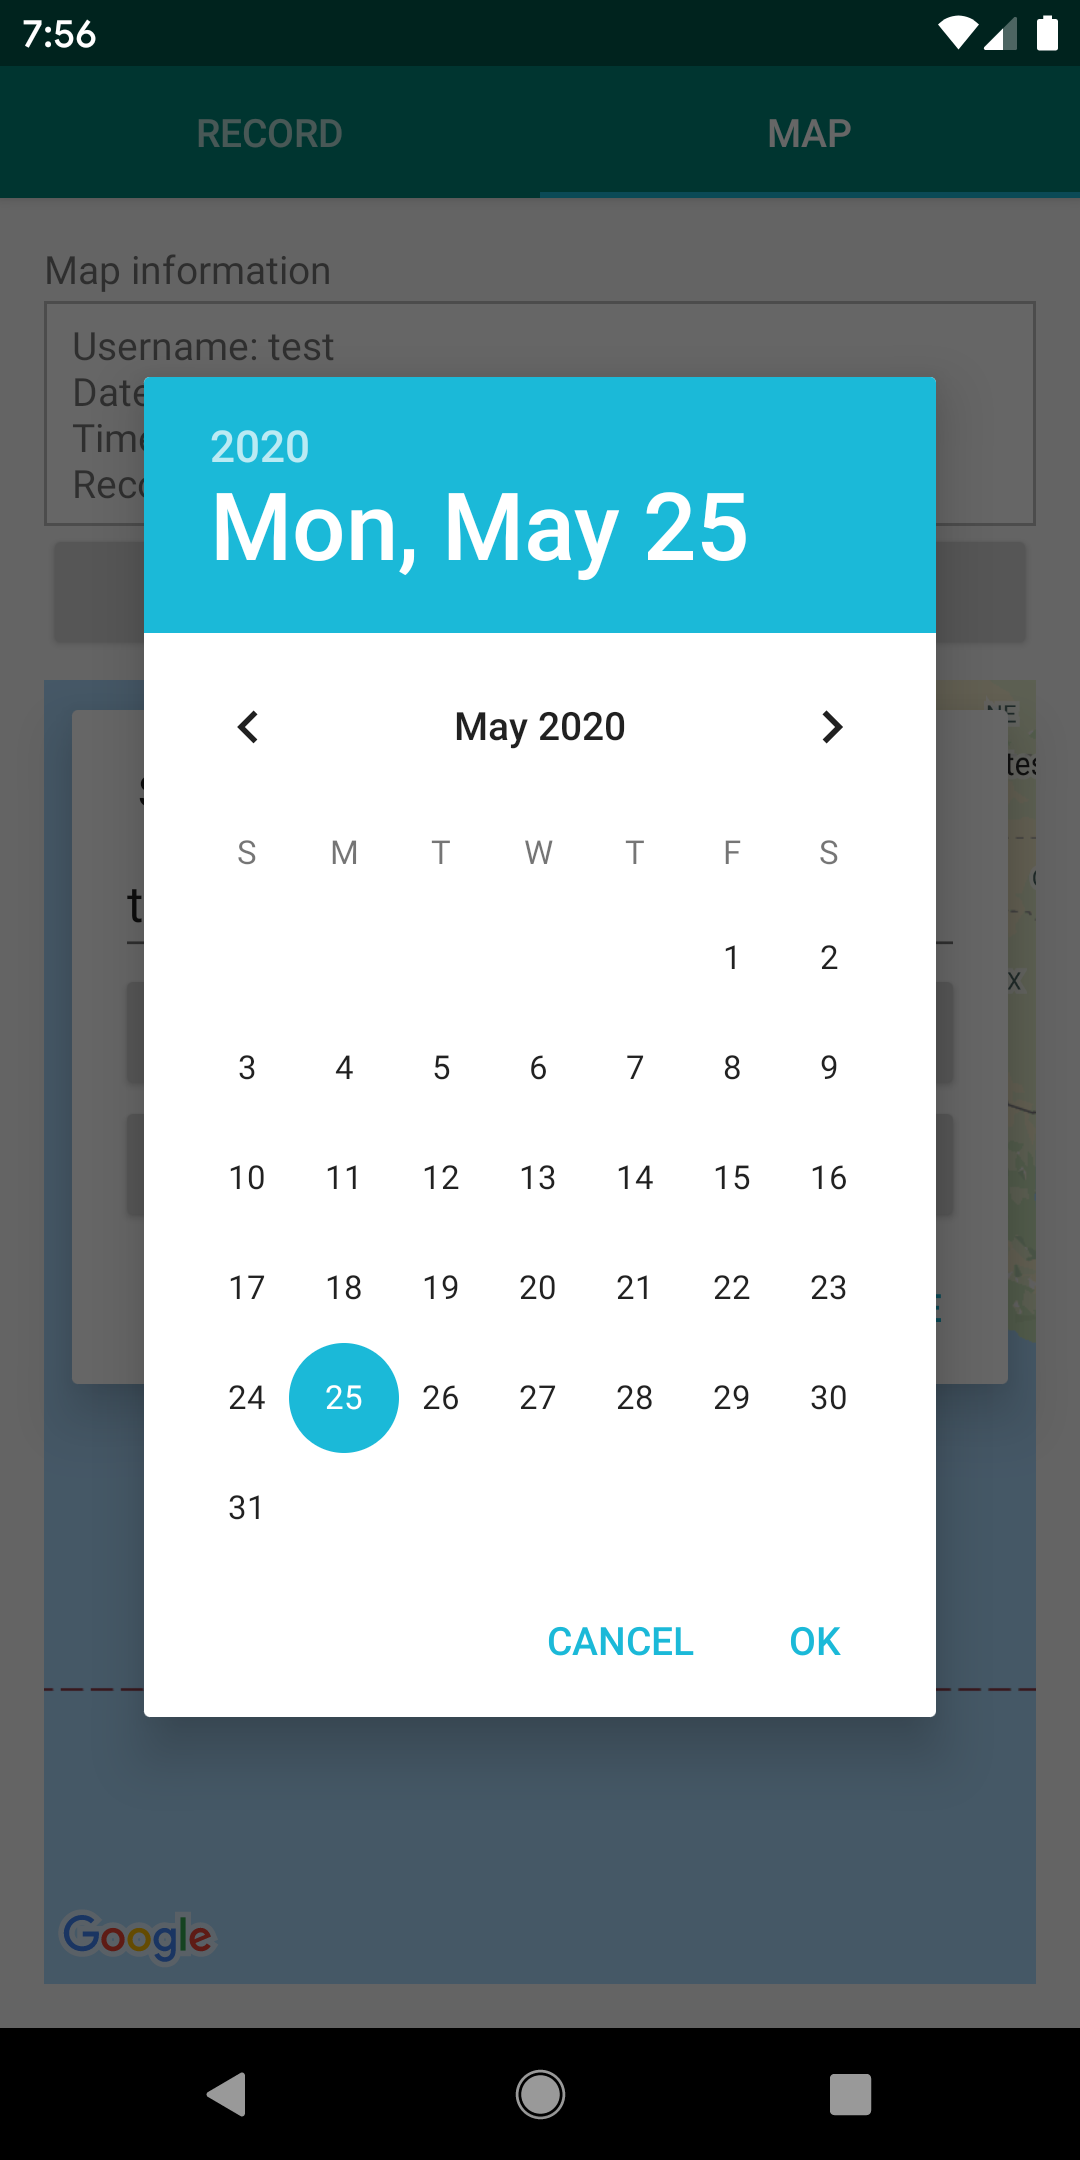 7:56
RECORD MAP
Map information
Username: test
2020
Mon, May 25
May 2020
S M T W T F S
1 2
3 4 5 6 7 8 9
10 11 12 13 14 15 16
17 18 19 20 21 22 23
24 25 26 27 28 29 30
31
CANCEL OK
Google